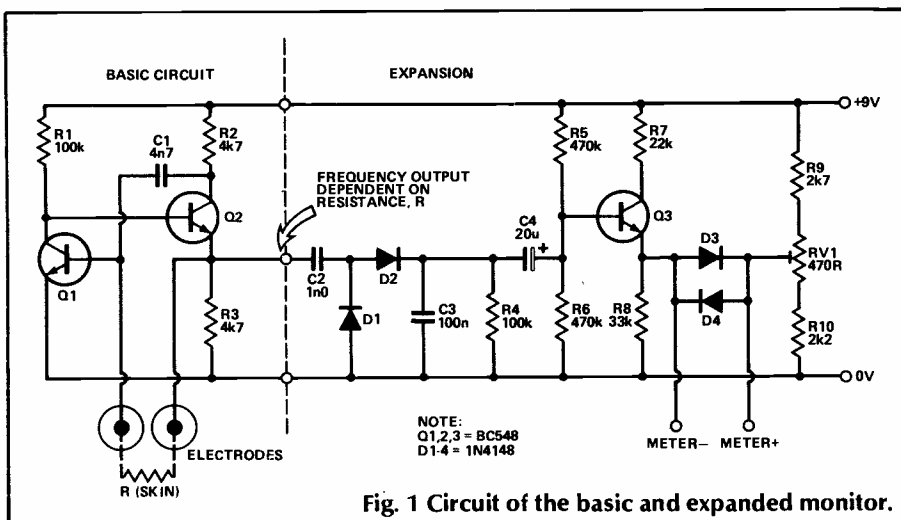 BASIC CIRCUIT
EXPANSION
+9V
R1
100k
C1
4n7
R2
4k7
Q2
Q1
R3
4k7
FREQUENCY OUTPUT
DEPENDENT ON
RESISTANCE, R
C2
1n0
D1
D2
C3
100n
R4
100k
C4
20u
+
R5
470k
R6
470k
R7
22k
Q3
R8
33k
D3
D4
R9
2k7
RV1
470R
R10
2k2
0V
ELECTRODES
R (SKIN)
NOTE:
Q1,2,3 = BC548
D1-4 = 1N4148
METER−
METER+
Fig. 1 Circuit of the basic and expanded monitor.